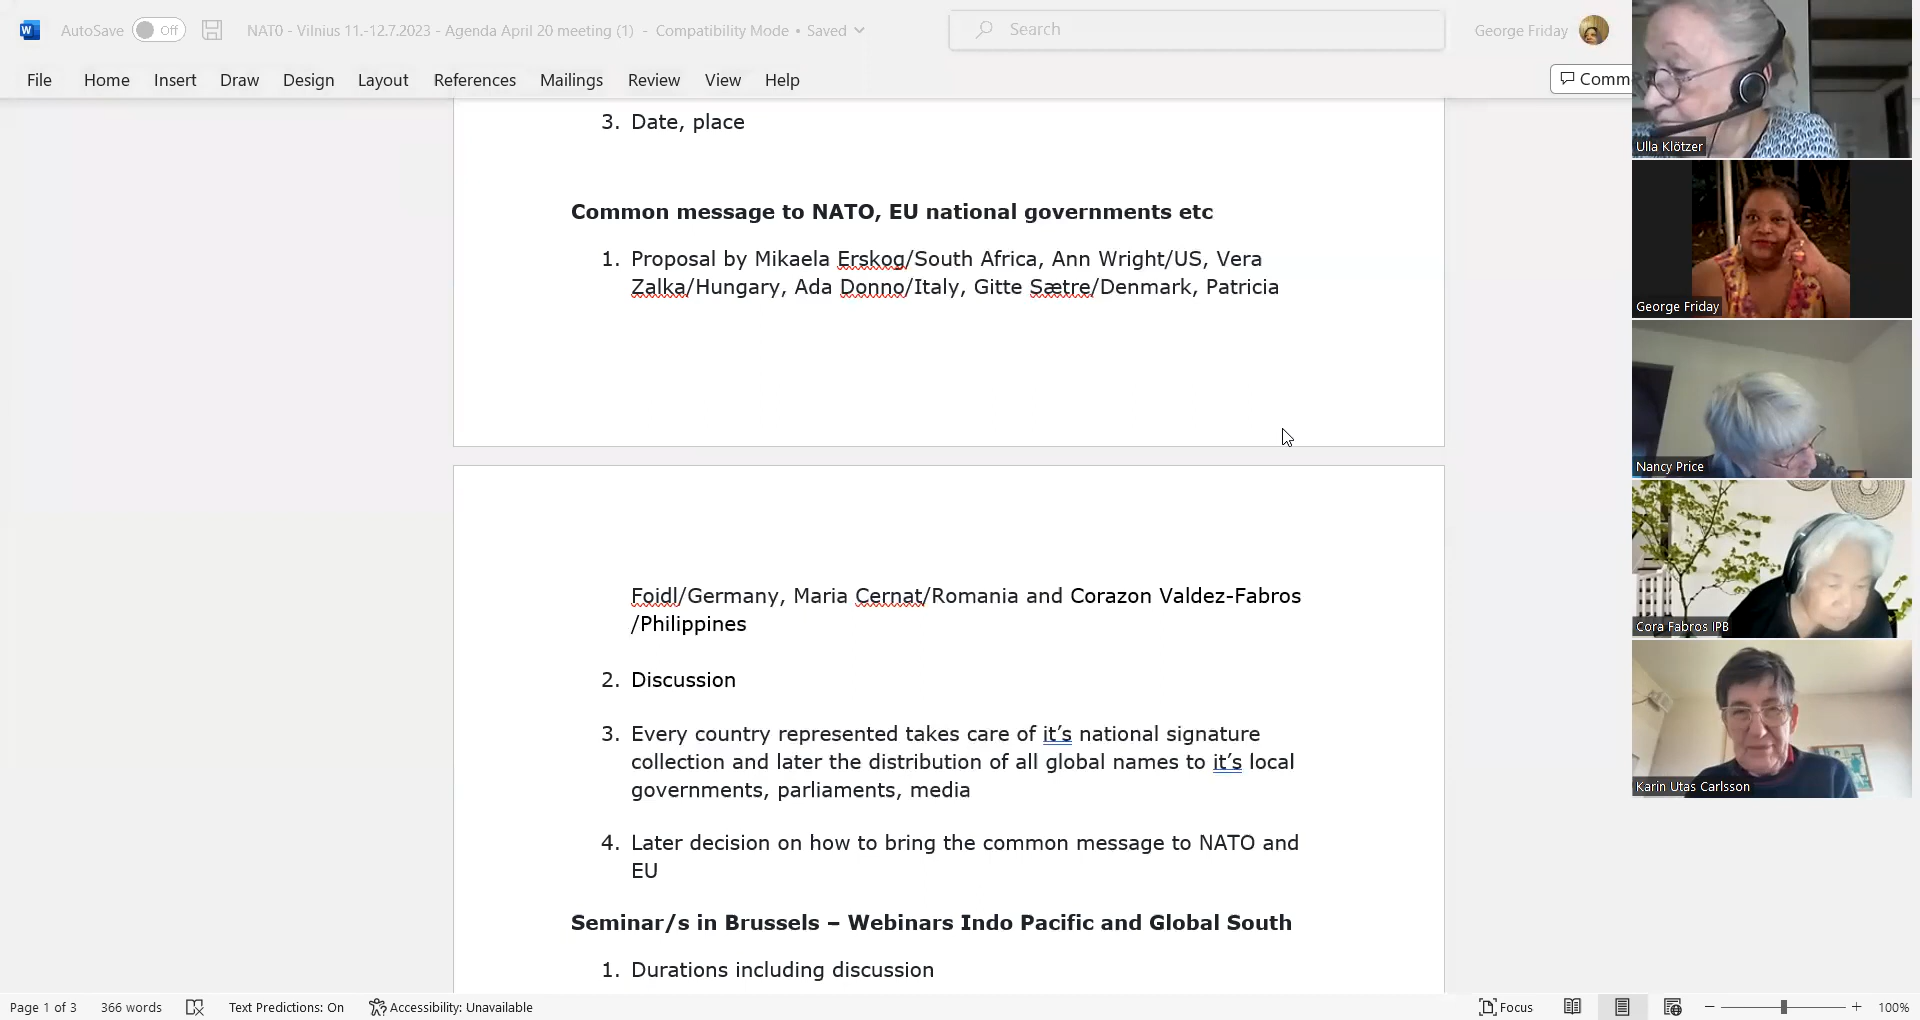 AutoSave Off NAT0 - Vilnius 11.-12.7.2023 - Agenda April 20 meeting (1) - Compatibility Mode • Saved Search George Friday
File Home Insert Draw Design Layout References Mailings Review View Help
3. Date, place
Common message to NATO, EU national governments etc
1. Proposal by Mikaela Erskog/South Africa, Ann Wright/US, Vera
Zalka/Hungary, Ada Donno/Italy, Gitte Sætre/Denmark, Patricia
Foidl/Germany, Maria Cernat/Romania and Corazon Valdez-Fabros
/Philippines
2. Discussion
3. Every country represented takes care of it’s national signature
collection and later the distribution of all global names to it’s local
governments, parliaments, media
4. Later decision on how to bring the common message to NATO and
EU
Seminar/s in Brussels – Webinars Indo Pacific and Global South
1. Durations including discussion
Page 1 of 3 366 words Text Predictions: On Accessibility: Unavailable Focus 100%
Ulla Klötzer
George Friday
Nancy Price
Cora Fabros IPB
Karin Utas Carlsson